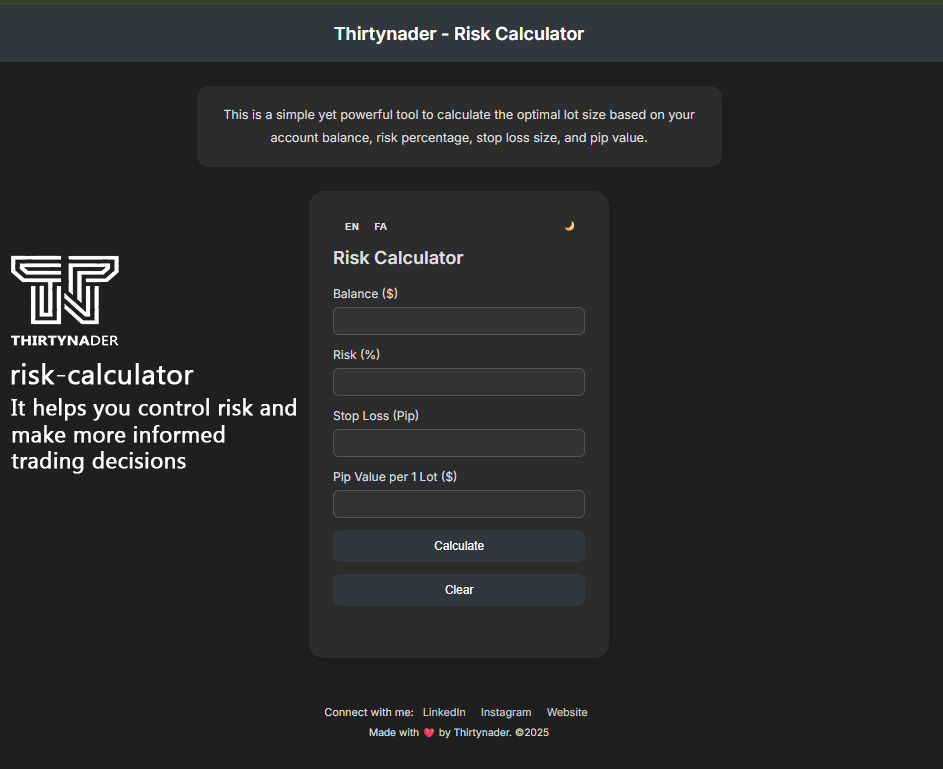 Thirtynader - Risk Calculator
This is a simple yet powerful tool to calculate the optimal lot size based on your
account balance, risk percentage, stop loss size, and pip value.
THIRTYNADER
risk-calculator
It helps you control risk and
make more informed
trading decisions
EN FA
Risk Calculator
Balance ($)
Risk (%)
Stop Loss (Pip)
Pip Value per 1 Lot ($)
Calculate
Clear
Connect with me: LinkedIn Instagram Website
Made with ❤️ by Thirtynader. ©2025